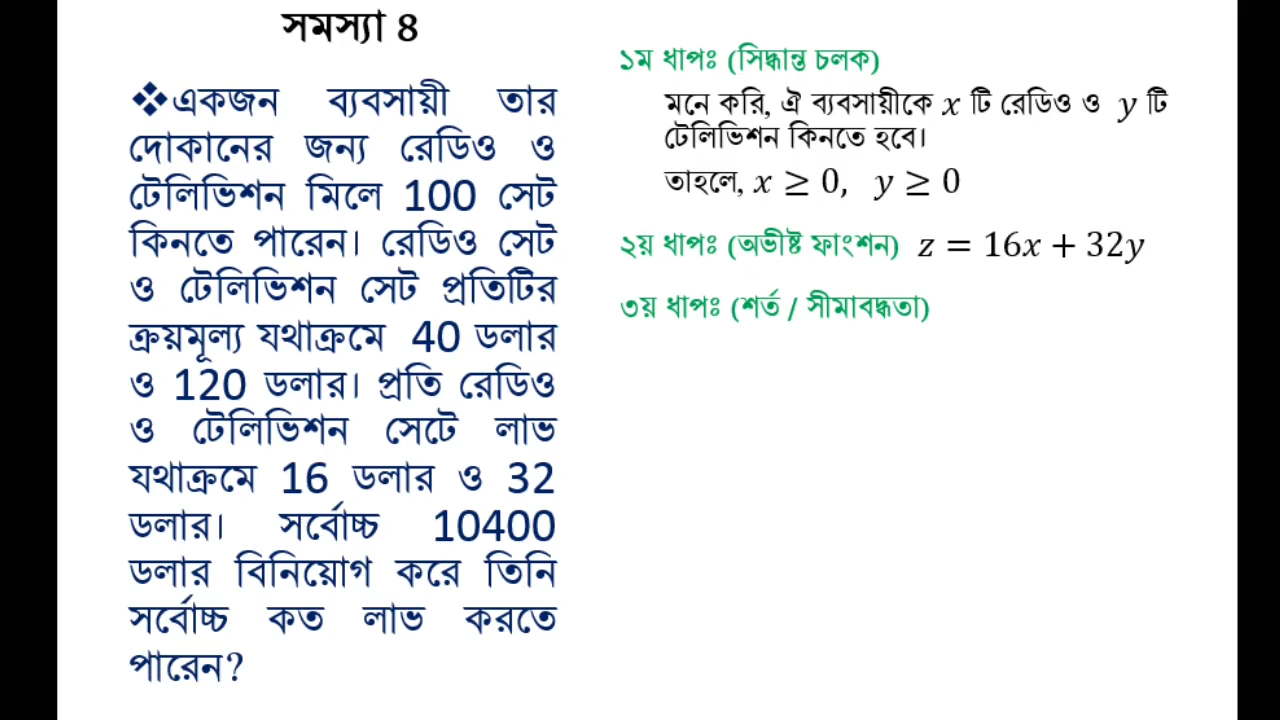 সমস্যা 8
❖একজন ব্যবসায়ী তার
দোকানের জন্য রেডিও ও
টেলিভিশন মিলে 100 সেট
কিনতে পারেন। রেডিও সেট
ও টেলিভিশন সেট প্রতিটির
ক্রয়মূল্য যথাক্রমে 40 ডলার
ও 120 ডলার। প্রতি রেডিও
ও টেলিভিশন সেটে লাভ
যথাক্রমে 16 ডলার ও 32
ডলার। সর্বোচ্চ 10400
ডলার বিনিয়োগ করে তিনি
সর্বোচ্চ কত লাভ করতে
পারেন?
১ম ধাপঃ (সিদ্ধান্ত চলক)
মনে করি, ঐ ব্যবসায়ীকে x টি রেডিও ও y টি
টেলিভিশন কিনতে হবে।
তাহলে, x ≥ 0, y ≥ 0
২য় ধাপঃ (অভীষ্ট ফাংশন) z = 16x + 32y
৩য় ধাপঃ (শর্ত / সীমাবদ্ধতা)